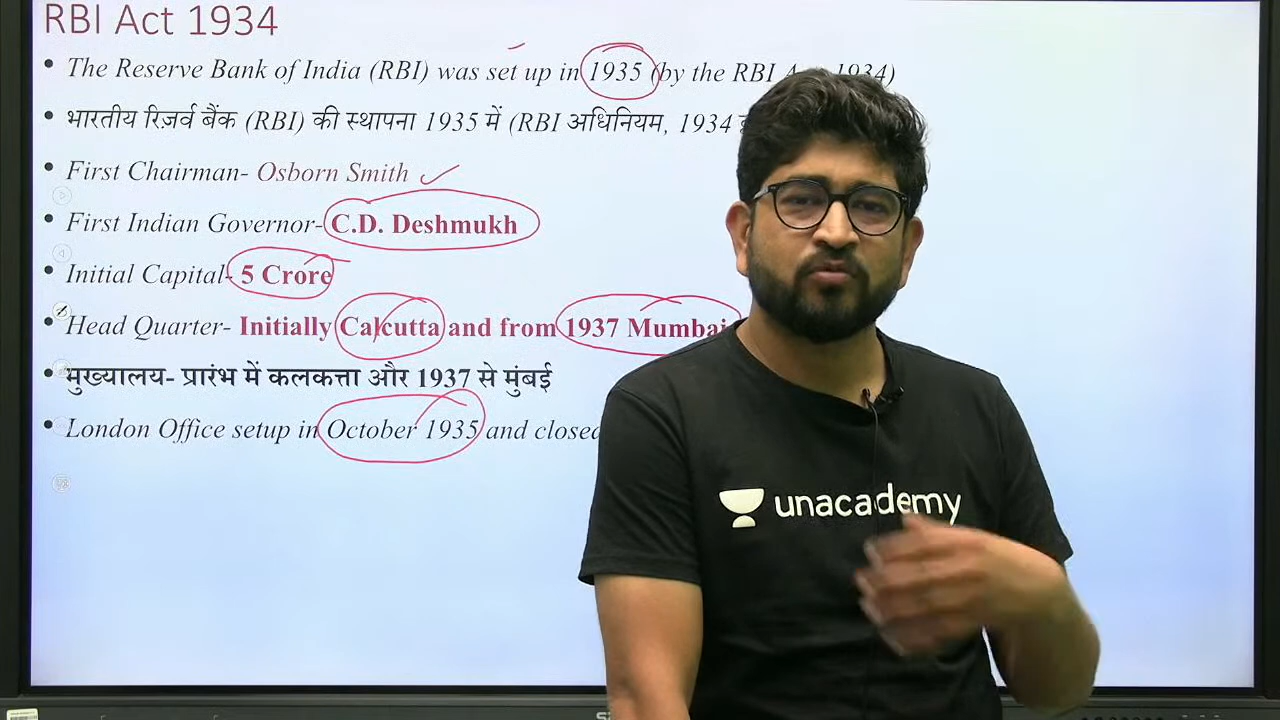 RBI Act 1934
• The Reserve Bank of India (RBI) was set up in 1935 (by the RBI Act 1934)
• भारतीय रिज़र्व बैंक (RBI) की स्थापना 1935 में (RBI अधिनियम, 1934
• First Chairman- Osborn Smith
• First Indian Governor- C.D. Deshmukh
• Initial Capital- 5 Crore
• Head Quarter- Initially Calcutta and from 1937 Mumbai
• मुख्यालय- प्रारंभ में कलकत्ता और 1937 से मुंबई
• London Office setup in October 1935 and closed
unacademy